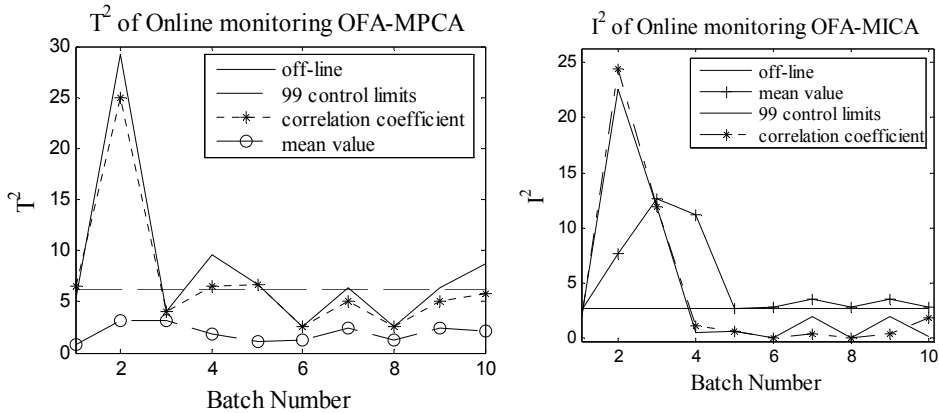 T² of Online monitoring OFA-MPCA
30
25
20
15
10
5
0
T²
off-line
99 control limits
correlation coefficient
mean value
2
4
6
8
10
Batch Number
I² of Online monitoring OFA-MICA
25
20
15
10
5
0
I²
off-line
mean value
99 control limits
correlation coefficient
2
4
6
8
10
Batch Number